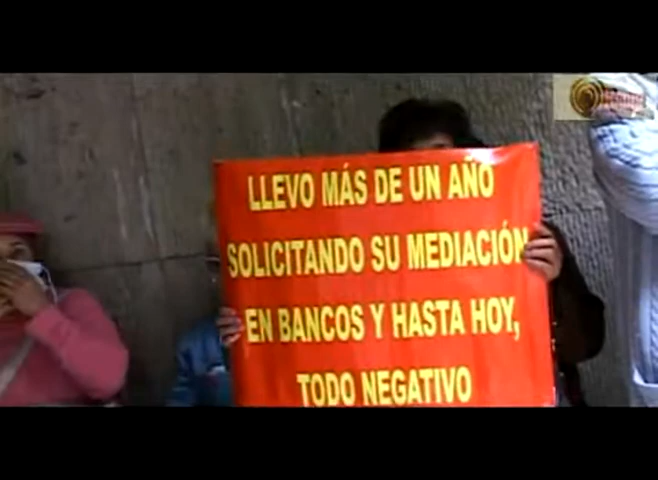 LLEVO MÁS DE UN AÑO
SOLICITANDO SU MEDIACIÓN
EN BANCOS Y HASTA HOY,
TODO NEGATIVO